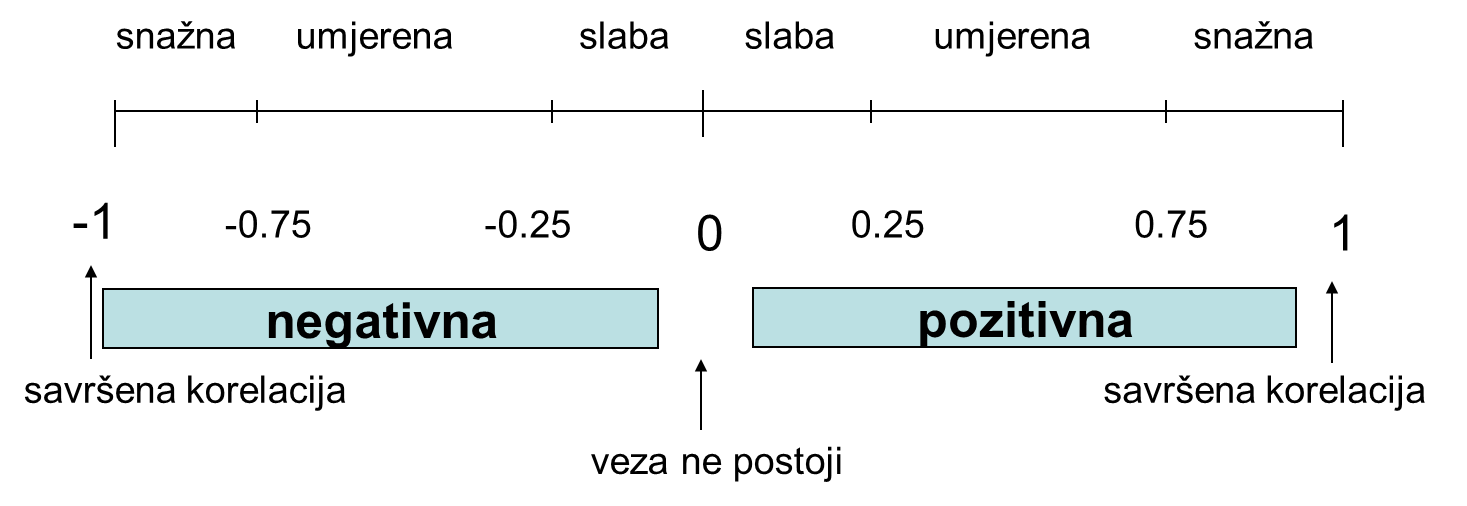 snažna umjerena slaba slaba umjerena snažna
-1 -0.75 -0.25 0 0.25 0.75 1
negativna pozitivna
savršena korelacija savršena korelacija
veza ne postoji